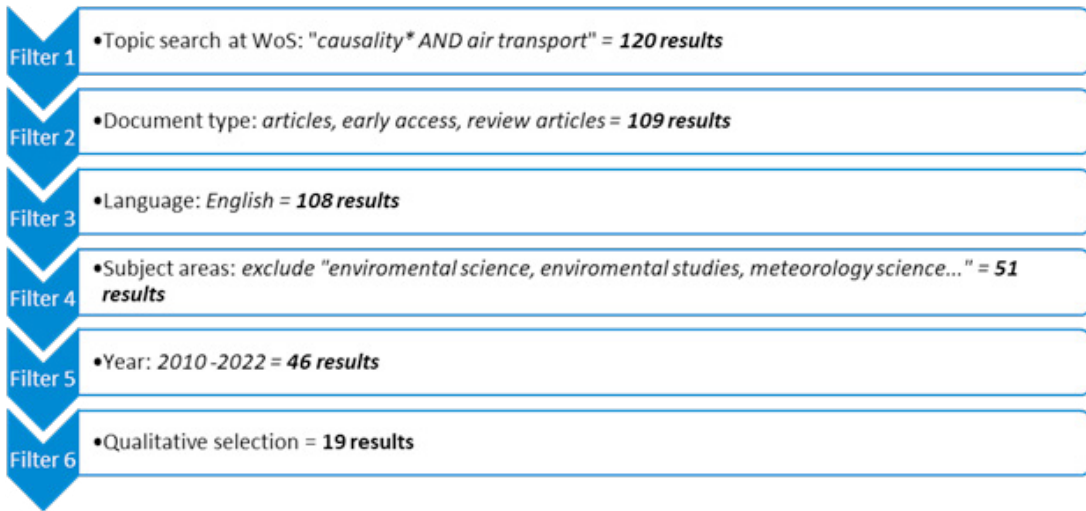 Filter 1
•Topic search at WoS: "causality* AND air transport" = 120 results
Filter 2
•Document type: articles, early access, review articles = 109 results
Filter 3
•Language: English = 108 results
Filter 4
•Subject areas: exclude "enviromental science, enviromental studies, meteorology science..." = 51
results
Filter 5
•Year: 2010 -2022 = 46 results
Filter 6
•Qualitative selection = 19 results